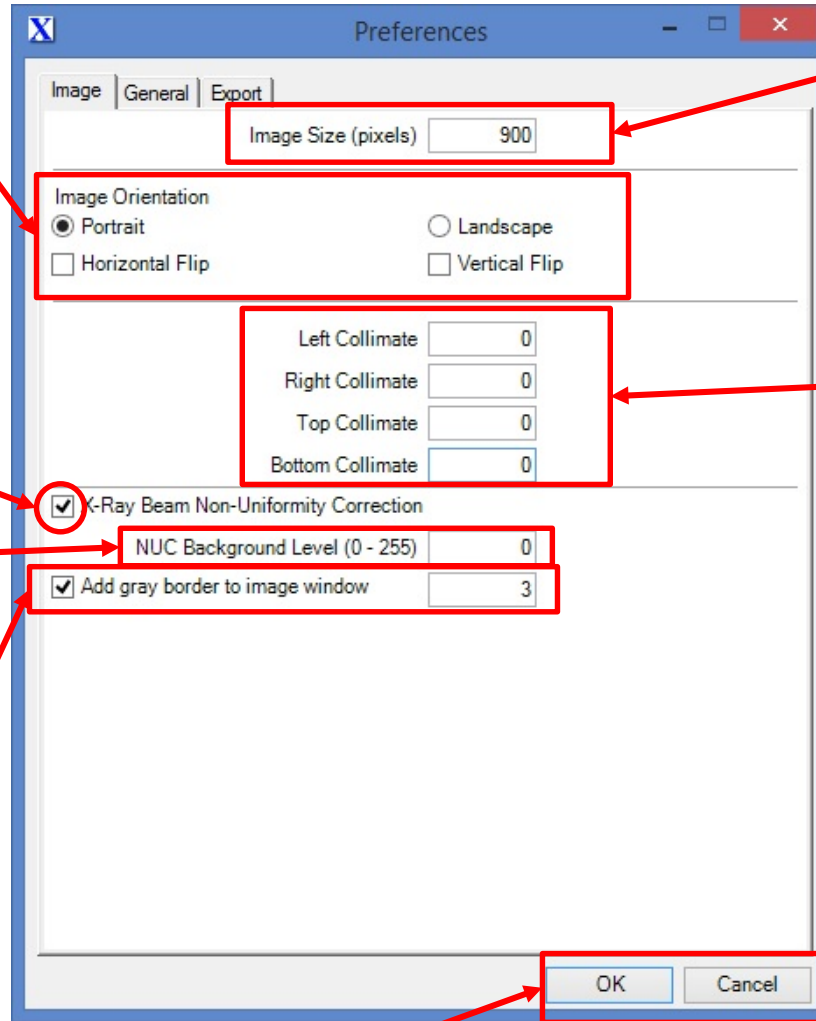 X Preferences
Image General Export
Image Size (pixels) 900
Image Orientation
Portrait Landscape
Horizontal Flip Vertical Flip
Left Collimate 0
Right Collimate 0
Top Collimate 0
Bottom Collimate 0
X-Ray Beam Non-Uniformity Correction
NUC Background Level (0 - 255) 0
Add gray border to image window 3
OK Cancel